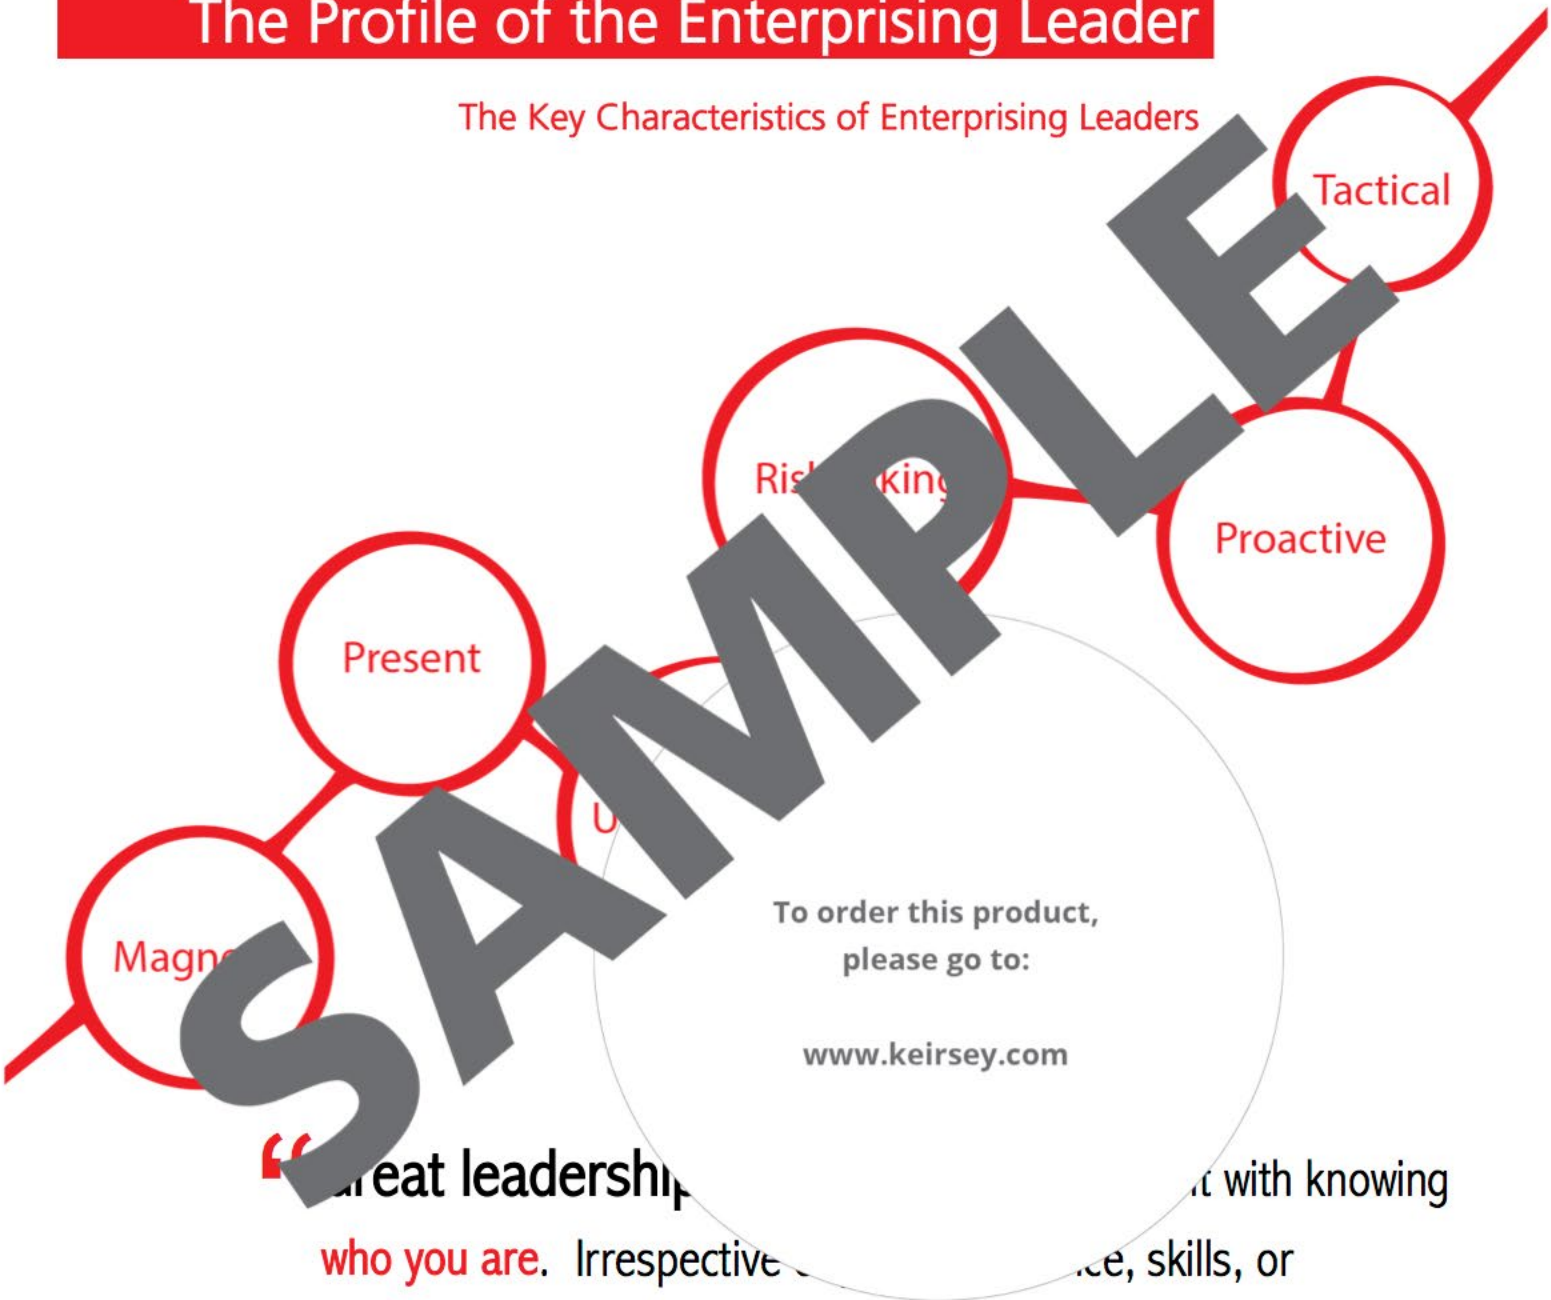 The Profile of the Enterprising Leader
The Key Characteristics of Enterprising Leaders
Tactical
Proactive
Present
SAMPLE
To order this product,
please go to:
www.keirsey.com
“ leadership with knowing
who you are. Irrespective skills, or